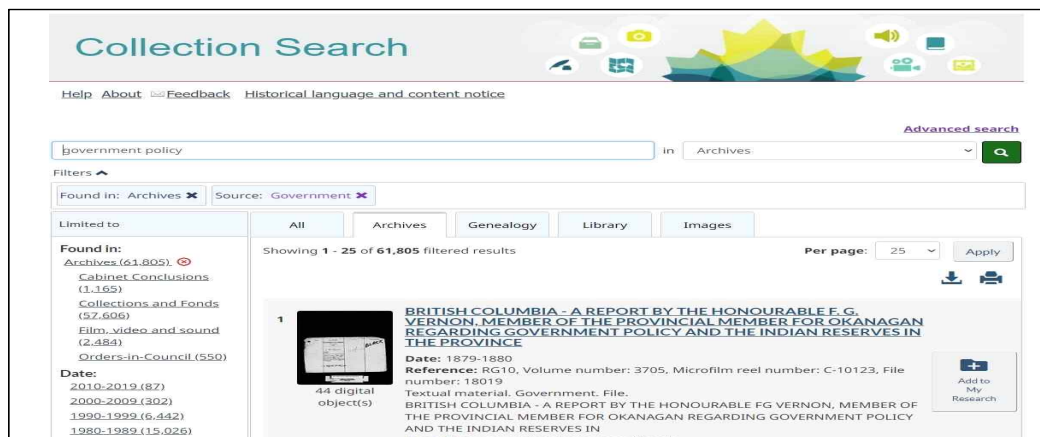 Collection Search
Help About Feedback Historical language and content notice
Advanced search
government policy in Archives
Filters
Found in: Archives ✖ Source: Government ✖
Limited to
All Archives Genealogy Library Images
Found in:
Archives (61,805)
Cabinet Conclusions
(1,165)
Collections and Fonds
(57,606)
Film, video and sound
(2,484)
Orders-in-Council (550)
Date:
2010-2019 (87)
2000-2009 (302)
1990-1999 (6,442)
1980-1989 (15,026)
Showing 1 - 25 of 61,805 filtered results
Per page: 25 Apply
1
44 digital
object(s)
BRITISH COLUMBIA - A REPORT BY THE HONOURABLE F. G.
VERNON, MEMBER OF THE PROVINCIAL MEMBER FOR OKANAGAN
REGARDING GOVERNMENT POLICY AND THE INDIAN RESERVES IN
THE PROVINCE
Date: 1879-1880
Reference: RG10, Volume number: 3705, Microfilm reel number: C-10123, File
number: 18019
Textual material. Government. File.
BRITISH COLUMBIA - A REPORT BY THE HONOURABLE FG VERNON, MEMBER OF
THE PROVINCIAL MEMBER FOR OKANAGAN REGARDING GOVERNMENT POLICY
AND THE INDIAN RESERVES IN
Add to
My
Research